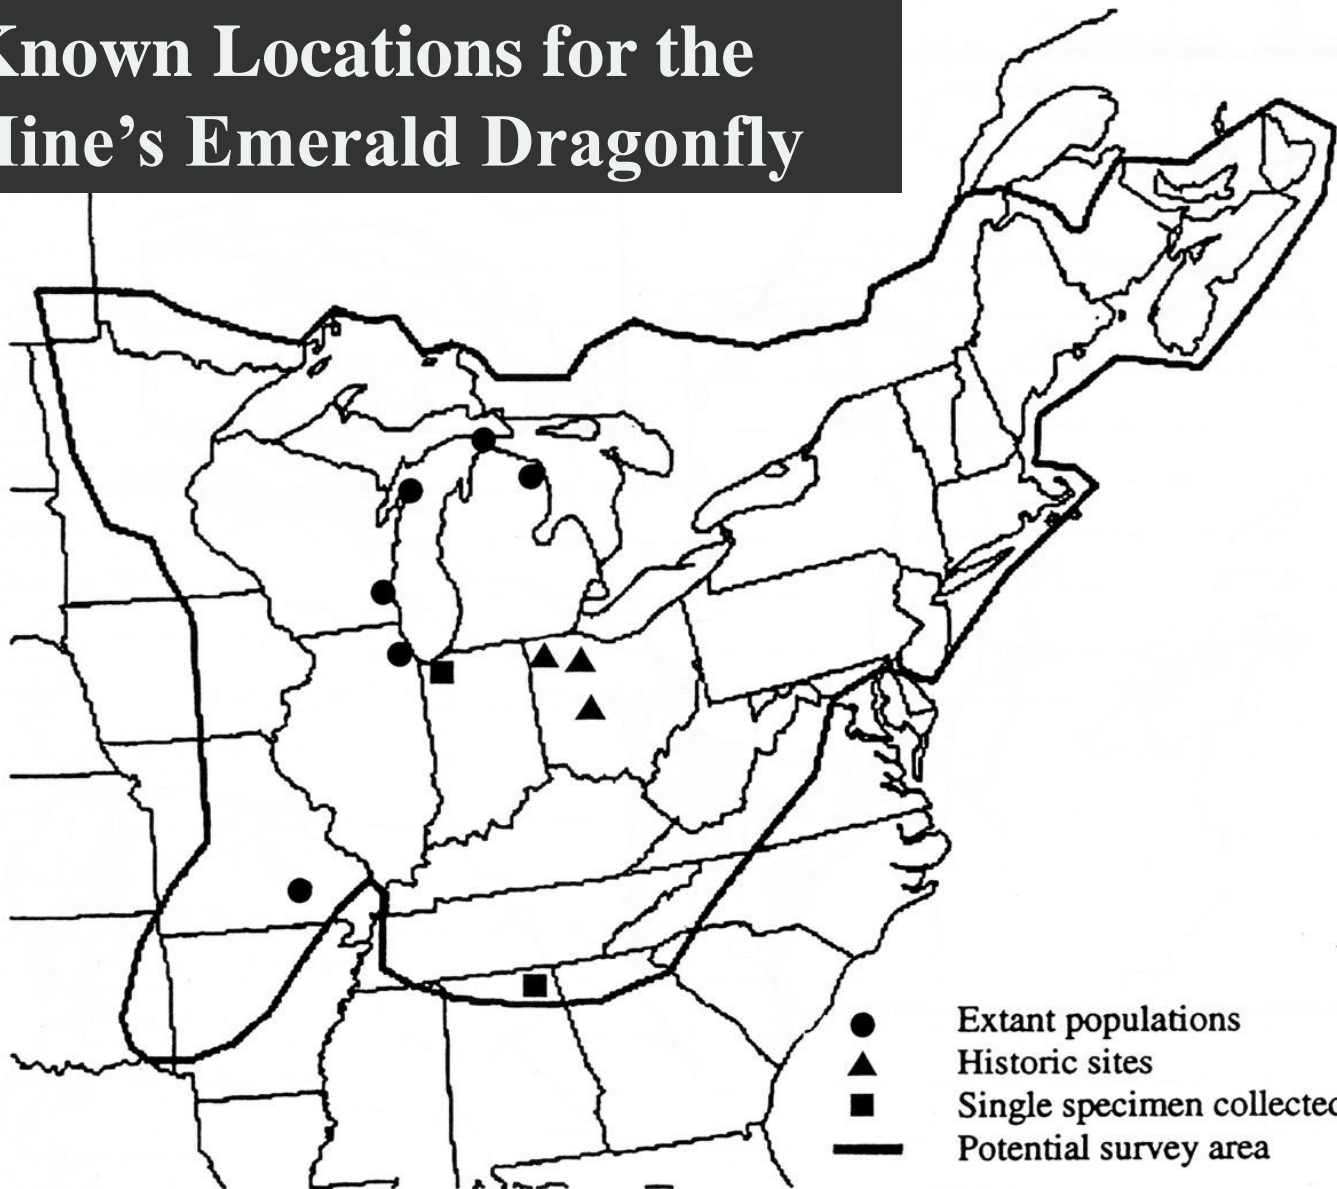 Known Locations for the
Hine’s Emerald Dragonfly
Extant populations
Historic sites
Single specimen collected
Potential survey area